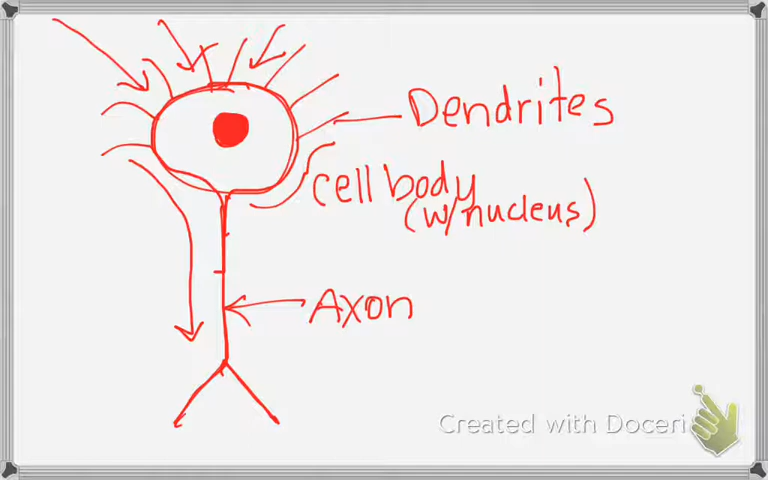 Dendrites
Cell body
(w/nucleus)
Axon
Created with Doceri